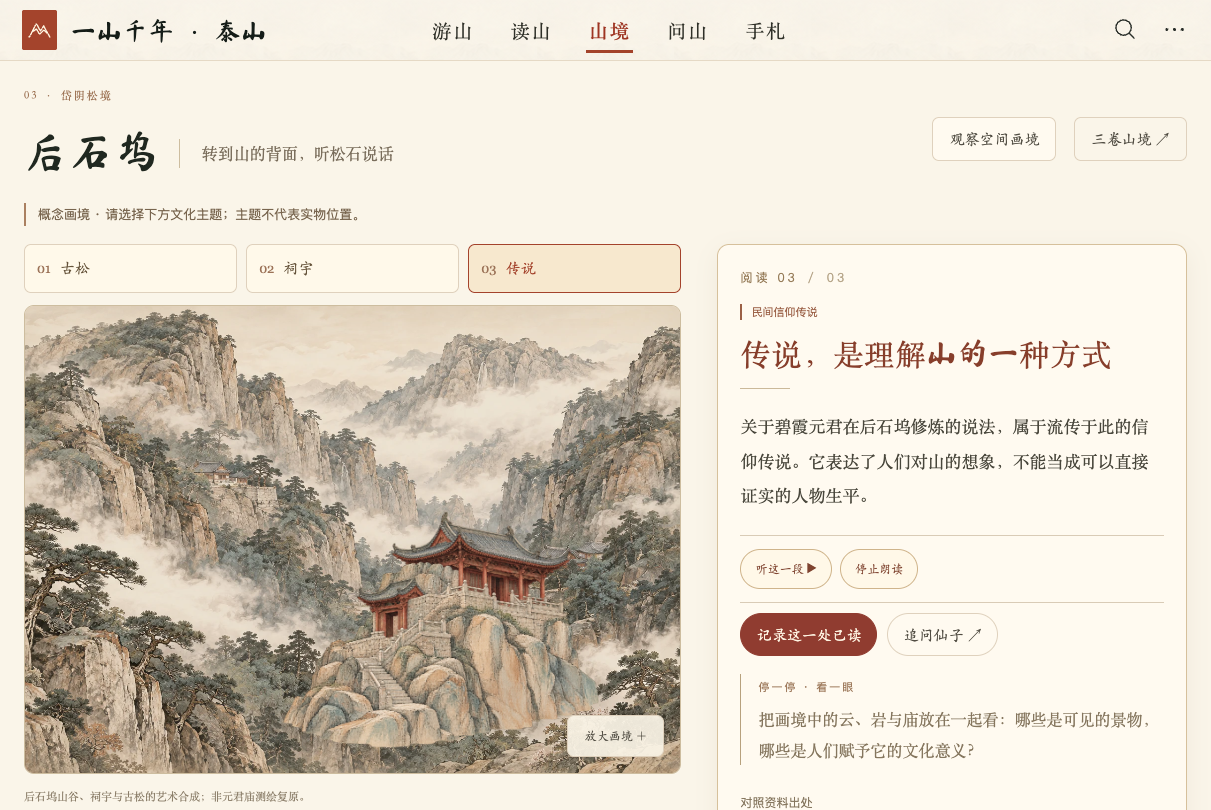 一山千年 · 泰山
游山 读山 山境 问山 手札
03 · 岱阴松境
后石坞
转到山的背面，听松石说话
观察空间画境 三卷山境 ↗
概念画境 · 请选择下方文化主题；主题不代表实物位置。
01 古松
02 祠宇
03 传说
放大画境 ＋
后石坞山谷、祠宇与古松的艺术合成；非元君庙测绘复原。
阅读 03 / 03
民间信仰传说
传说，是理解山的一种方式
关于碧霞元君在后石坞修炼的说法，属于流传于此的信
仰传说。它表达了人们对山的想象，不能当成可以直接
证实的人物生平。
听这一段 ▶ 停止朗读
记录这一处已读 追问仙子 ↗
停一停 · 看一眼
把画境中的云、岩与庙放在一起看：哪些是可见的景物，
哪些是人们赋予它的文化意义？
对照资料出处